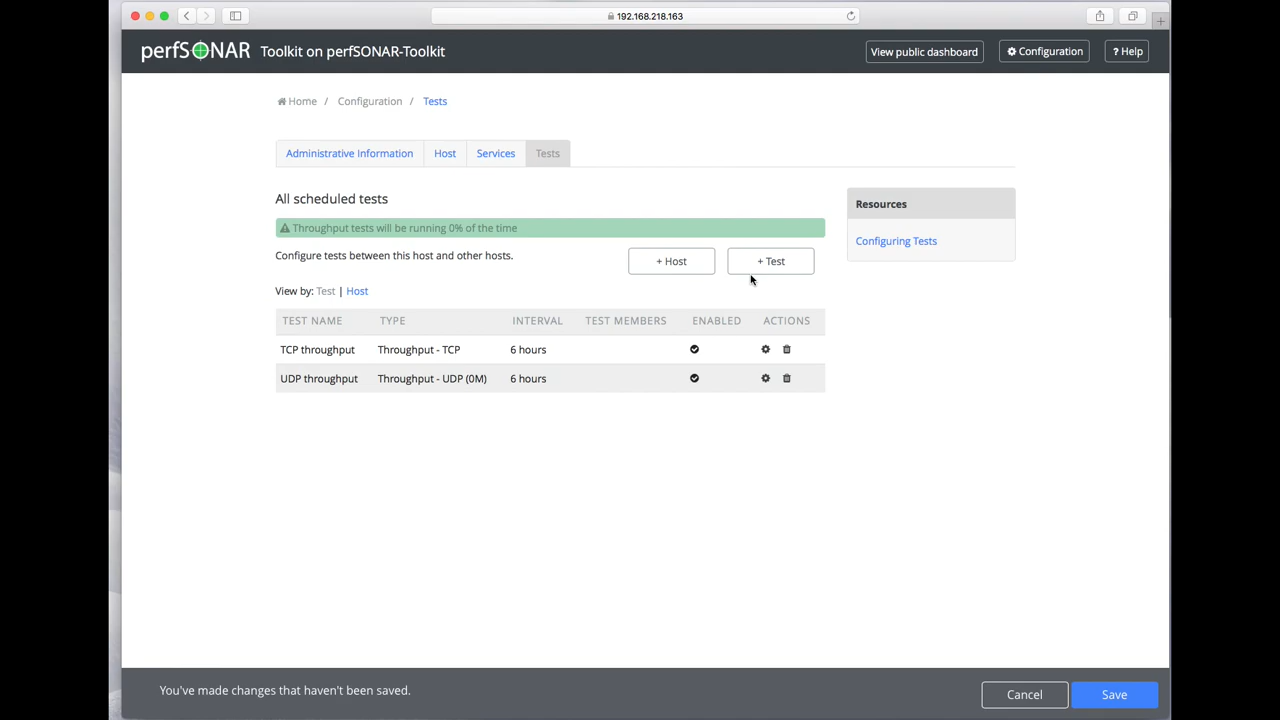 192.168.218.163
perfSONAR Toolkit on perfSONAR-Toolkit
View public dashboard
Configuration
? Help
Home / Configuration / Tests
Administrative Information Host Services Tests
All scheduled tests
Throughput tests will be running 0% of the time
Configure tests between this host and other hosts.
+ Host + Test
View by: Test | Host
TEST NAME TYPE INTERVAL TEST MEMBERS ENABLED ACTIONS
TCP throughput Throughput - TCP 6 hours
UDP throughput Throughput - UDP (0M) 6 hours
Resources
Configuring Tests
You've made changes that haven't been saved.
Cancel Save